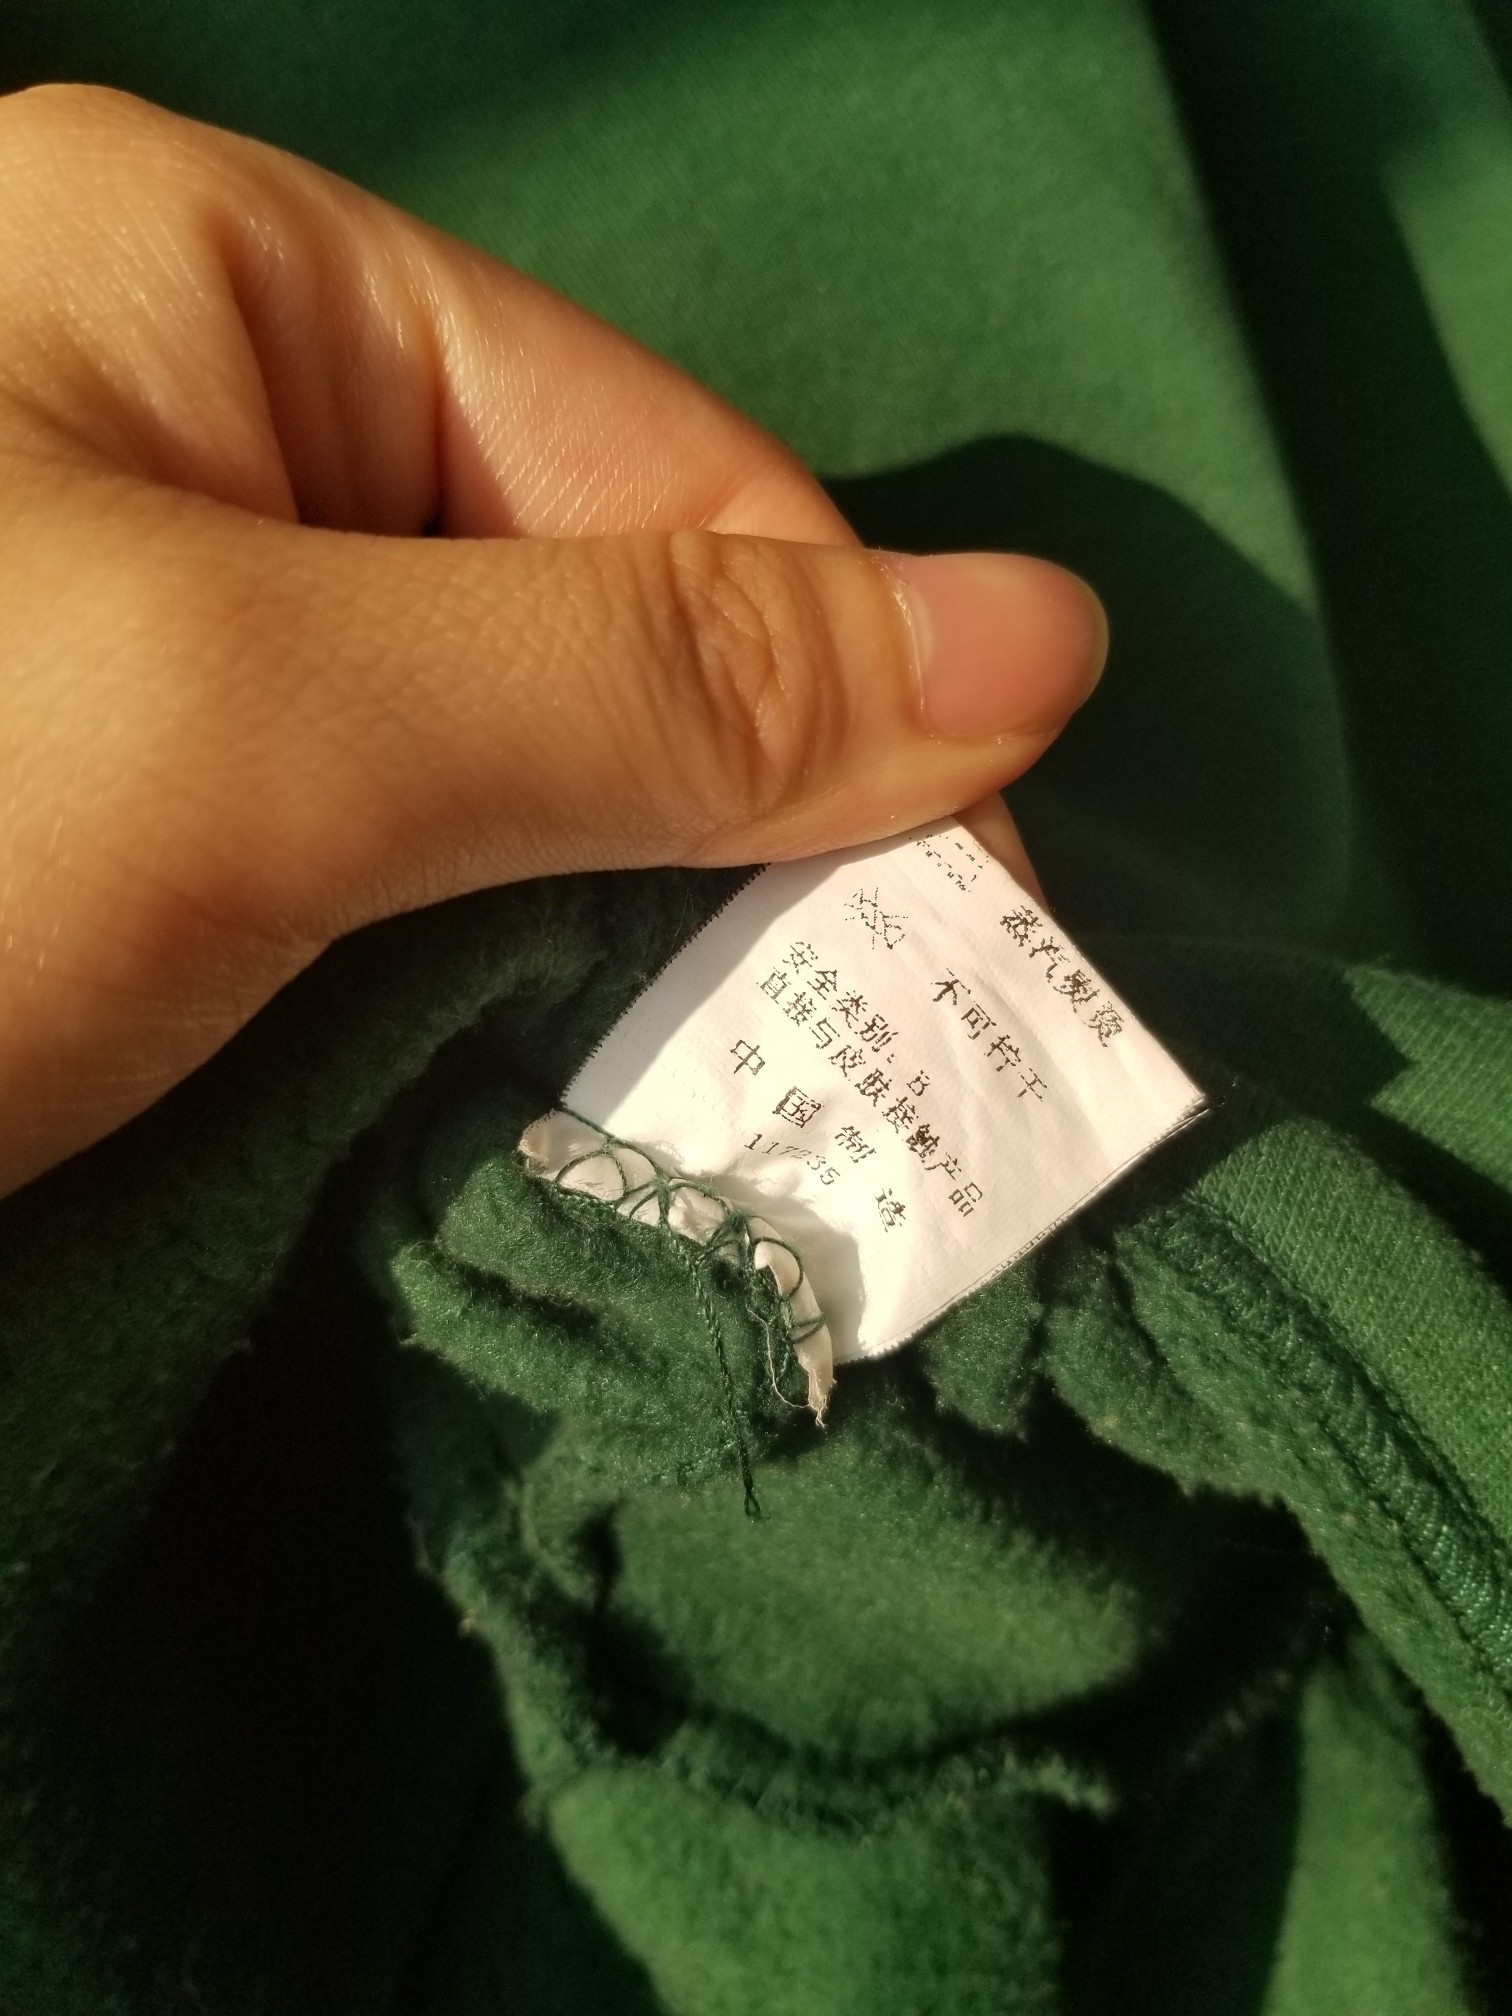 蒸汽熨烫
不可拧干
安全类别：B
直接与皮肤接触产品
中国制造